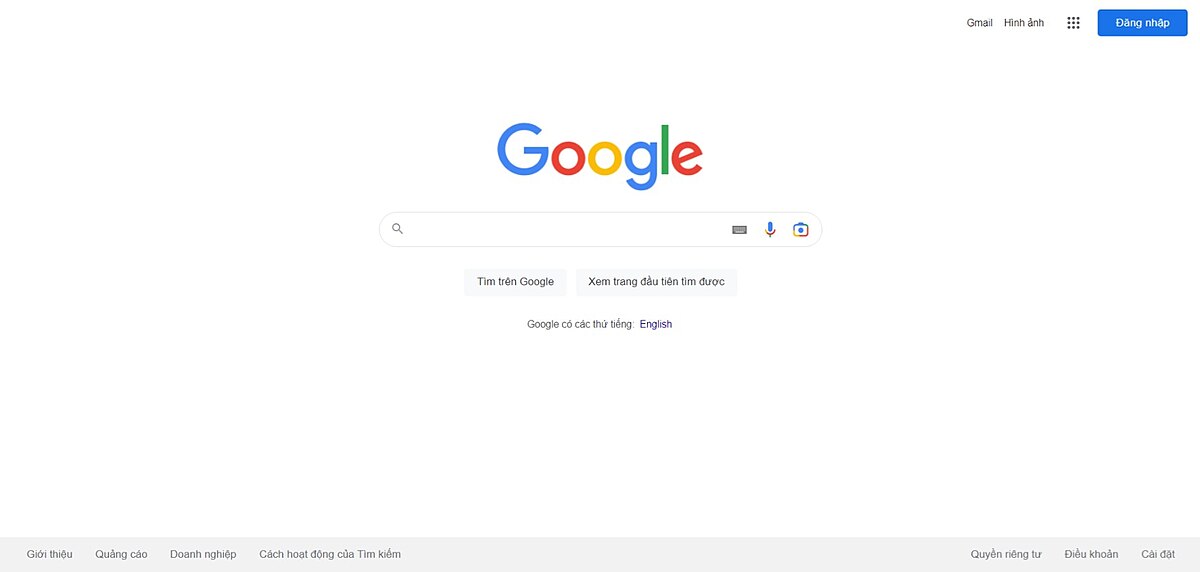 Gmail Hình ảnh Đăng nhập
Google
Tìm trên Google Xem trang đầu tiên tìm được
Google có các thứ tiếng: English
Giới thiệu Quảng cáo Doanh nghiệp Cách hoạt động của Tìm kiếm Quyền riêng tư Điều khoản Cài đặt